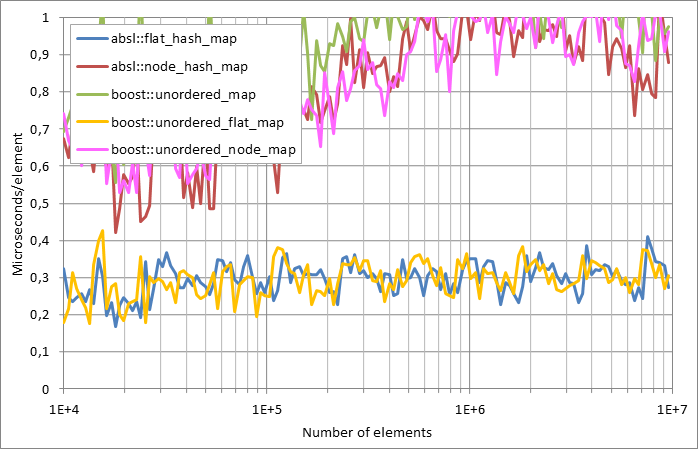 1
0,9
0,8
0,7
0,6
0,5
0,4
0,3
0,2
0,1
0
Microseconds/element
absl::flat_hash_map
absl::node_hash_map
boost::unordered_map
boost::unordered_flat_map
boost::unordered_node_map
1E+4 1E+5 1E+6 1E+7
Number of elements